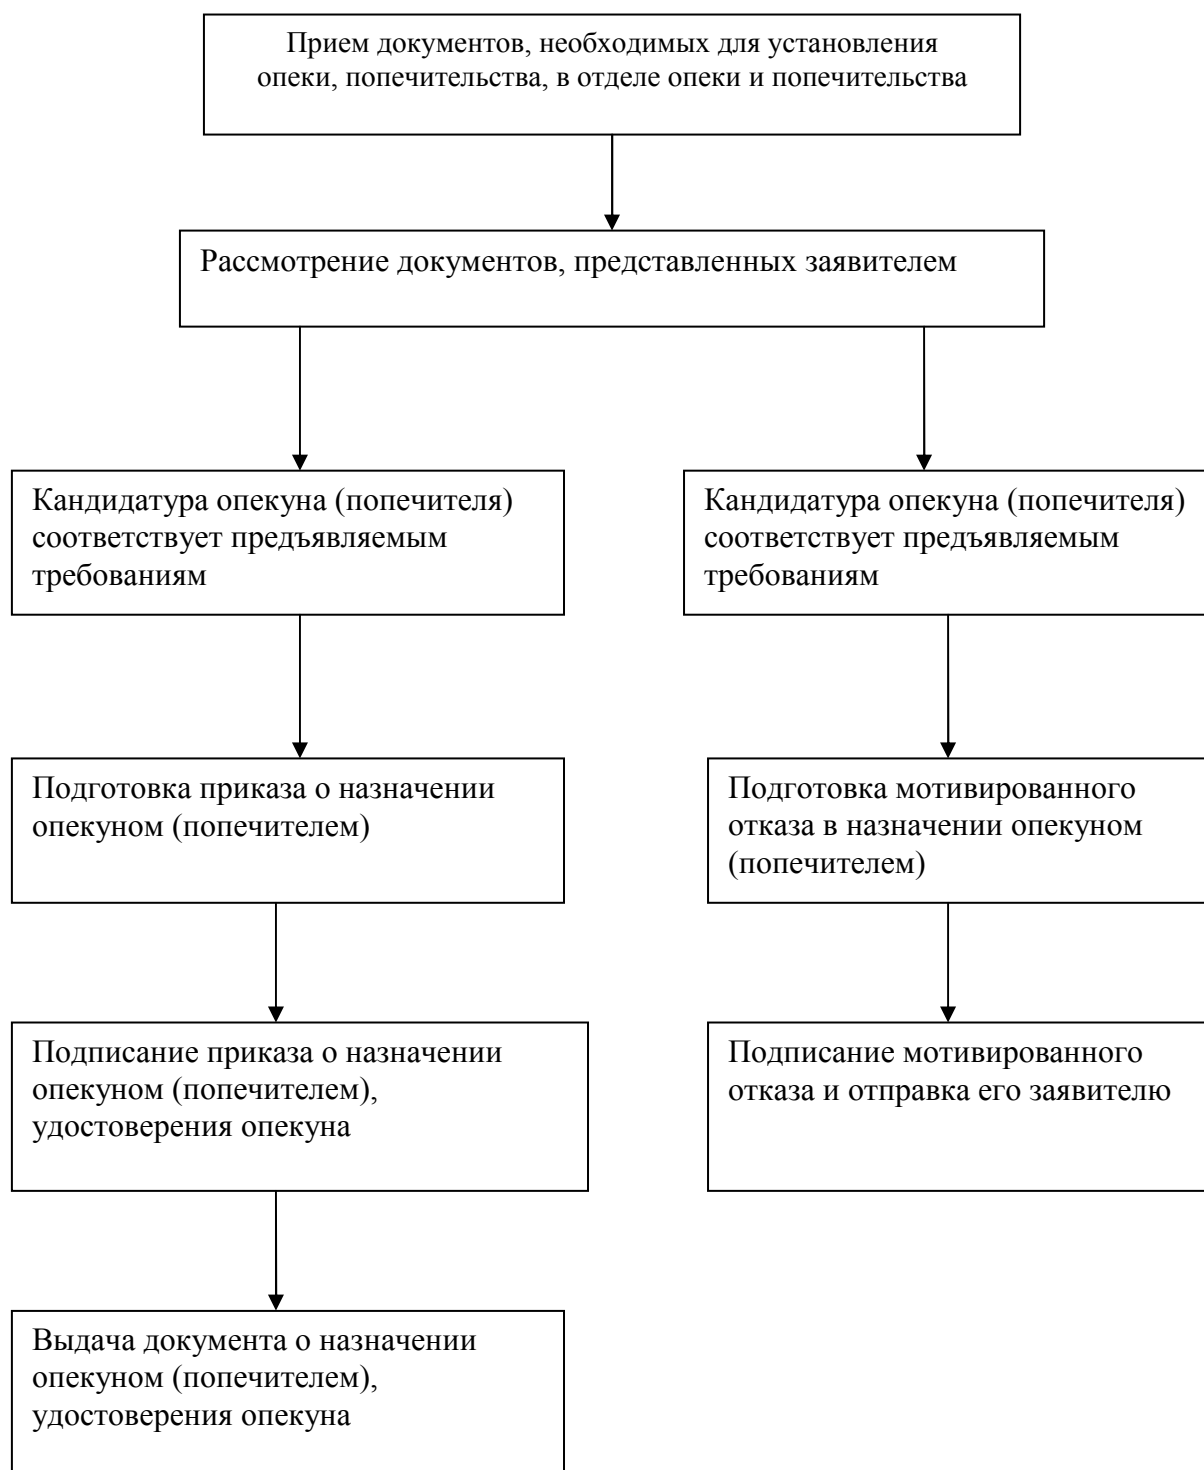 Прием документов, необходимых для установления
опеки, попечительства, в отделе опеки и попечительства
Рассмотрение документов, представленных заявителем
Кандидатура опекуна (попечителя)
соответствует предъявляемым
требованиям
Кандидатура опекуна (попечителя)
соответствует предъявляемым
требованиям
Подготовка приказа о назначении
опекуном (попечителем)
Подготовка мотивированного
отказа в назначении опекуном
(попечителем)
Подписание приказа о назначении
опекуном (попечителем),
удостоверения опекуна
Подписание мотивированного
отказа и отправка его заявителю
Выдача документа о назначении
опекуном (попечителем),
удостоверения опекуна